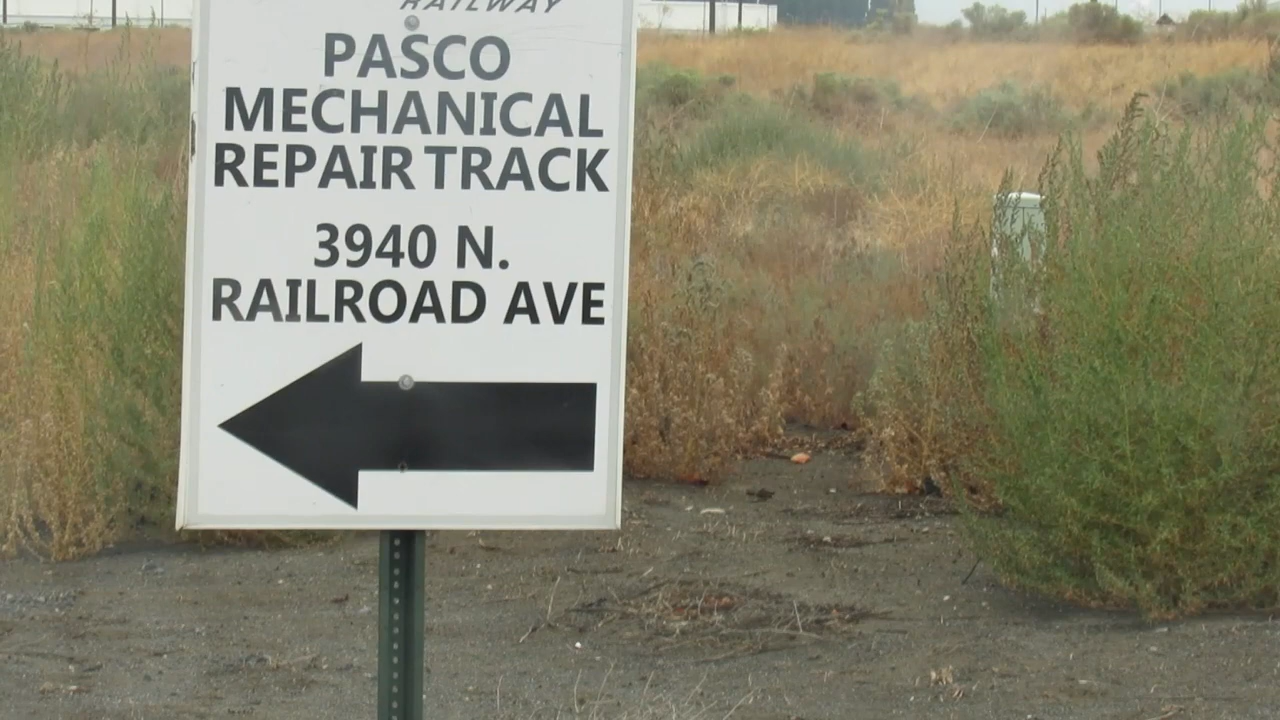 RAILWAY
PASCO
MECHANICAL
REPAIR TRACK
3940 N.
RAILROAD AVE